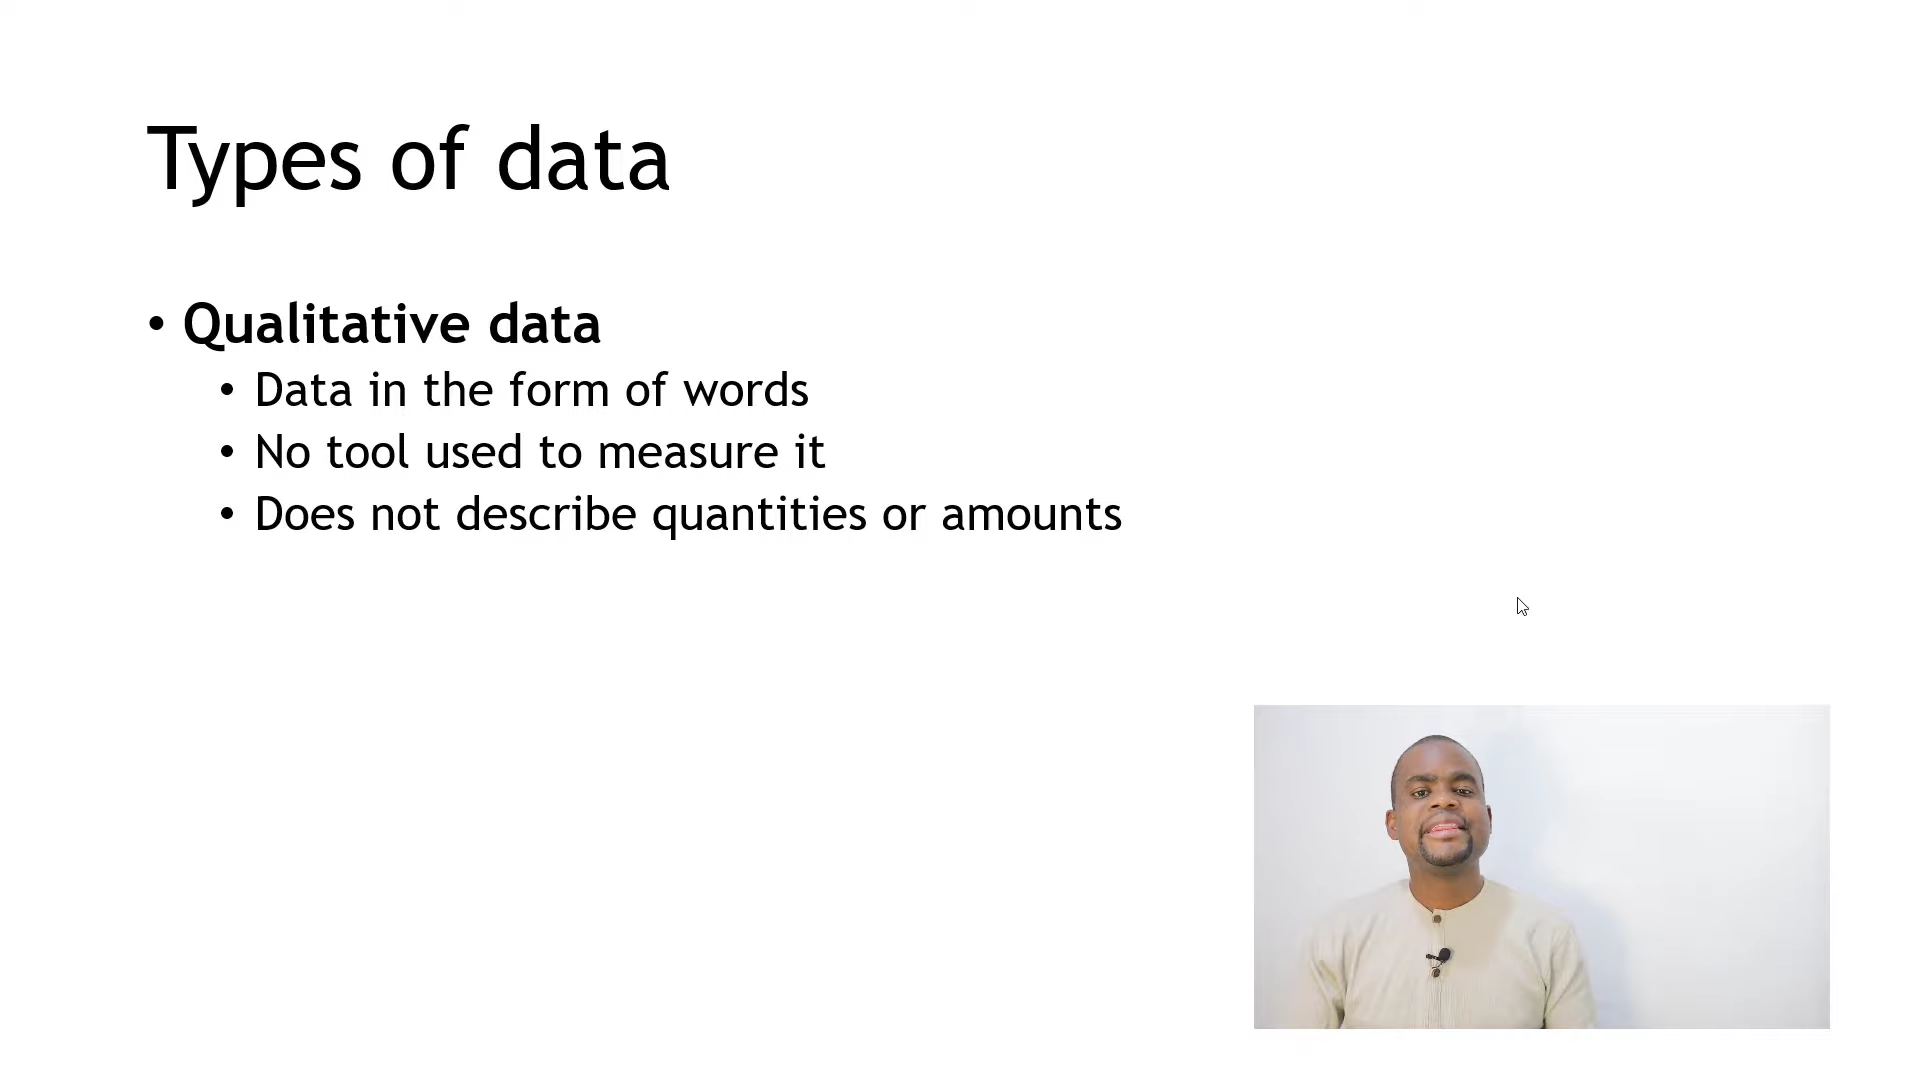 Types of data
• Qualitative data
• Data in the form of words
• No tool used to measure it
• Does not describe quantities or amounts